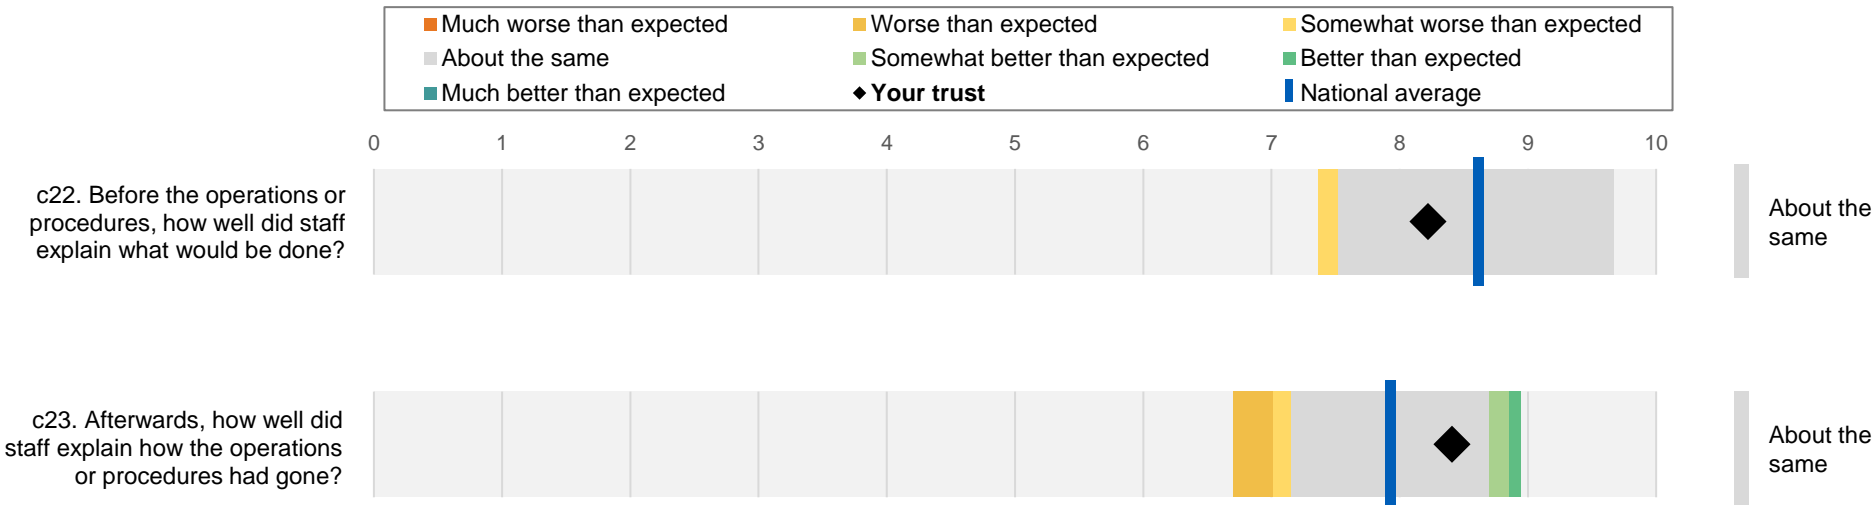 Much worse than expected
Worse than expected
Somewhat worse than expected
About the same
Somewhat better than expected
Better than expected
Much better than expected
Your trust
National average
0 1 2 3 4 5 6 7 8 9 10
c22. Before the operations or
procedures, how well did staff
explain what would be done?
About the
same
c23. Afterwards, how well did
staff explain how the operations
or procedures had gone?
About the
same